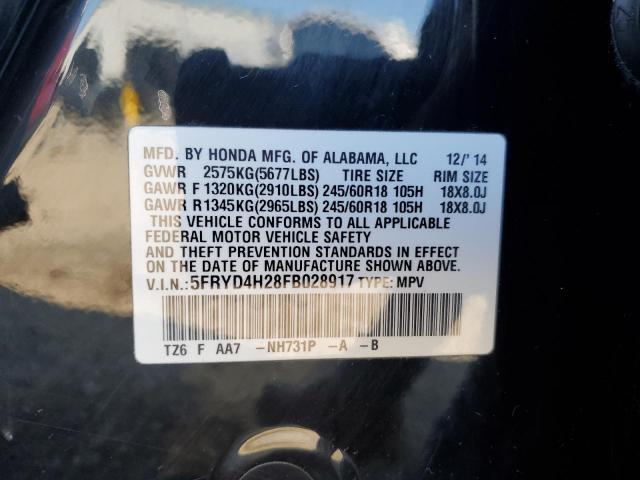 MFD. BY HONDA MFG. OF ALABAMA, LLC 12/'14
GVWR 2575KG(5677LBS) TIRE SIZE RIM SIZE
GAWR F 1320KG(2910LBS) 245/60R18 105H 18X8.0J
GAWR R1345KG(2965LBS) 245/60R18 105H 18X8.0J
THIS VEHICLE CONFORMS TO ALL APPLICABLE
FEDERAL MOTOR VEHICLE SAFETY
AND THEFT PREVENTION STANDARDS IN EFFECT
ON THE DATE OF MANUFACTURE SHOWN ABOVE.
V.I.N.:5FRYD4H28FB028917 TYPE: MPV
TZ6 F AA7 -NH731P -A -B